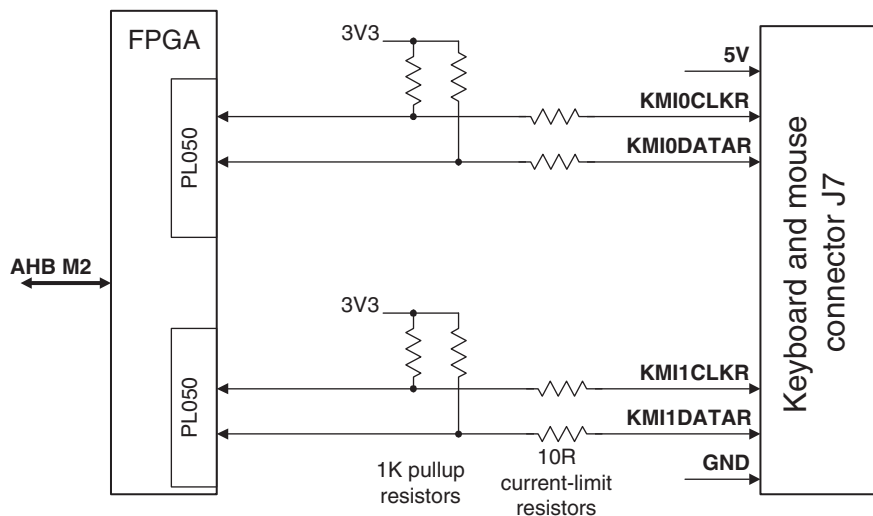 FPGA
3V3
5V
PL050
KMI0CLKR
KMI0DATAR
Keyboard and mouse
connector J7
AHB M2
3V3
PL050
KMI1CLKR
KMI1DATAR
1K pullup
resistors
10R
current-limit
resistors
GND